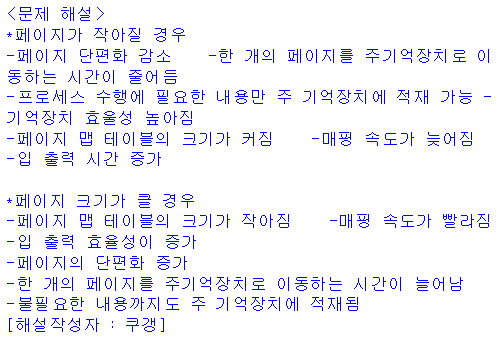 <문제 해설>
*페이지가 작아질 경우
-페이지 단편화 감소    -한 개의 페이지를 주기억장치로 이
동하는 시간이 줄어듬
-프로세스 수행에 필요한 내용만 주 기억장치에 적재 가능 -
기억장치 효율성 높아짐
-페이지 맵 테이블의 크기가 커짐    -매핑 속도가 늦어짐
-입 출력 시간 증가

*페이지 크기가 클 경우
-페이지 맵 테이블의 크기가 작아짐    -매핑 속도가 빨라짐
-입 출력 효율성이 증가
-페이지의 단편화 증가
-한 개의 페이지를 주기억장치로 이동하는 시간이 늘어남
-불필요한 내용까지도 주 기억장치에 적재됨
[해설작성자 : 쿠갱]